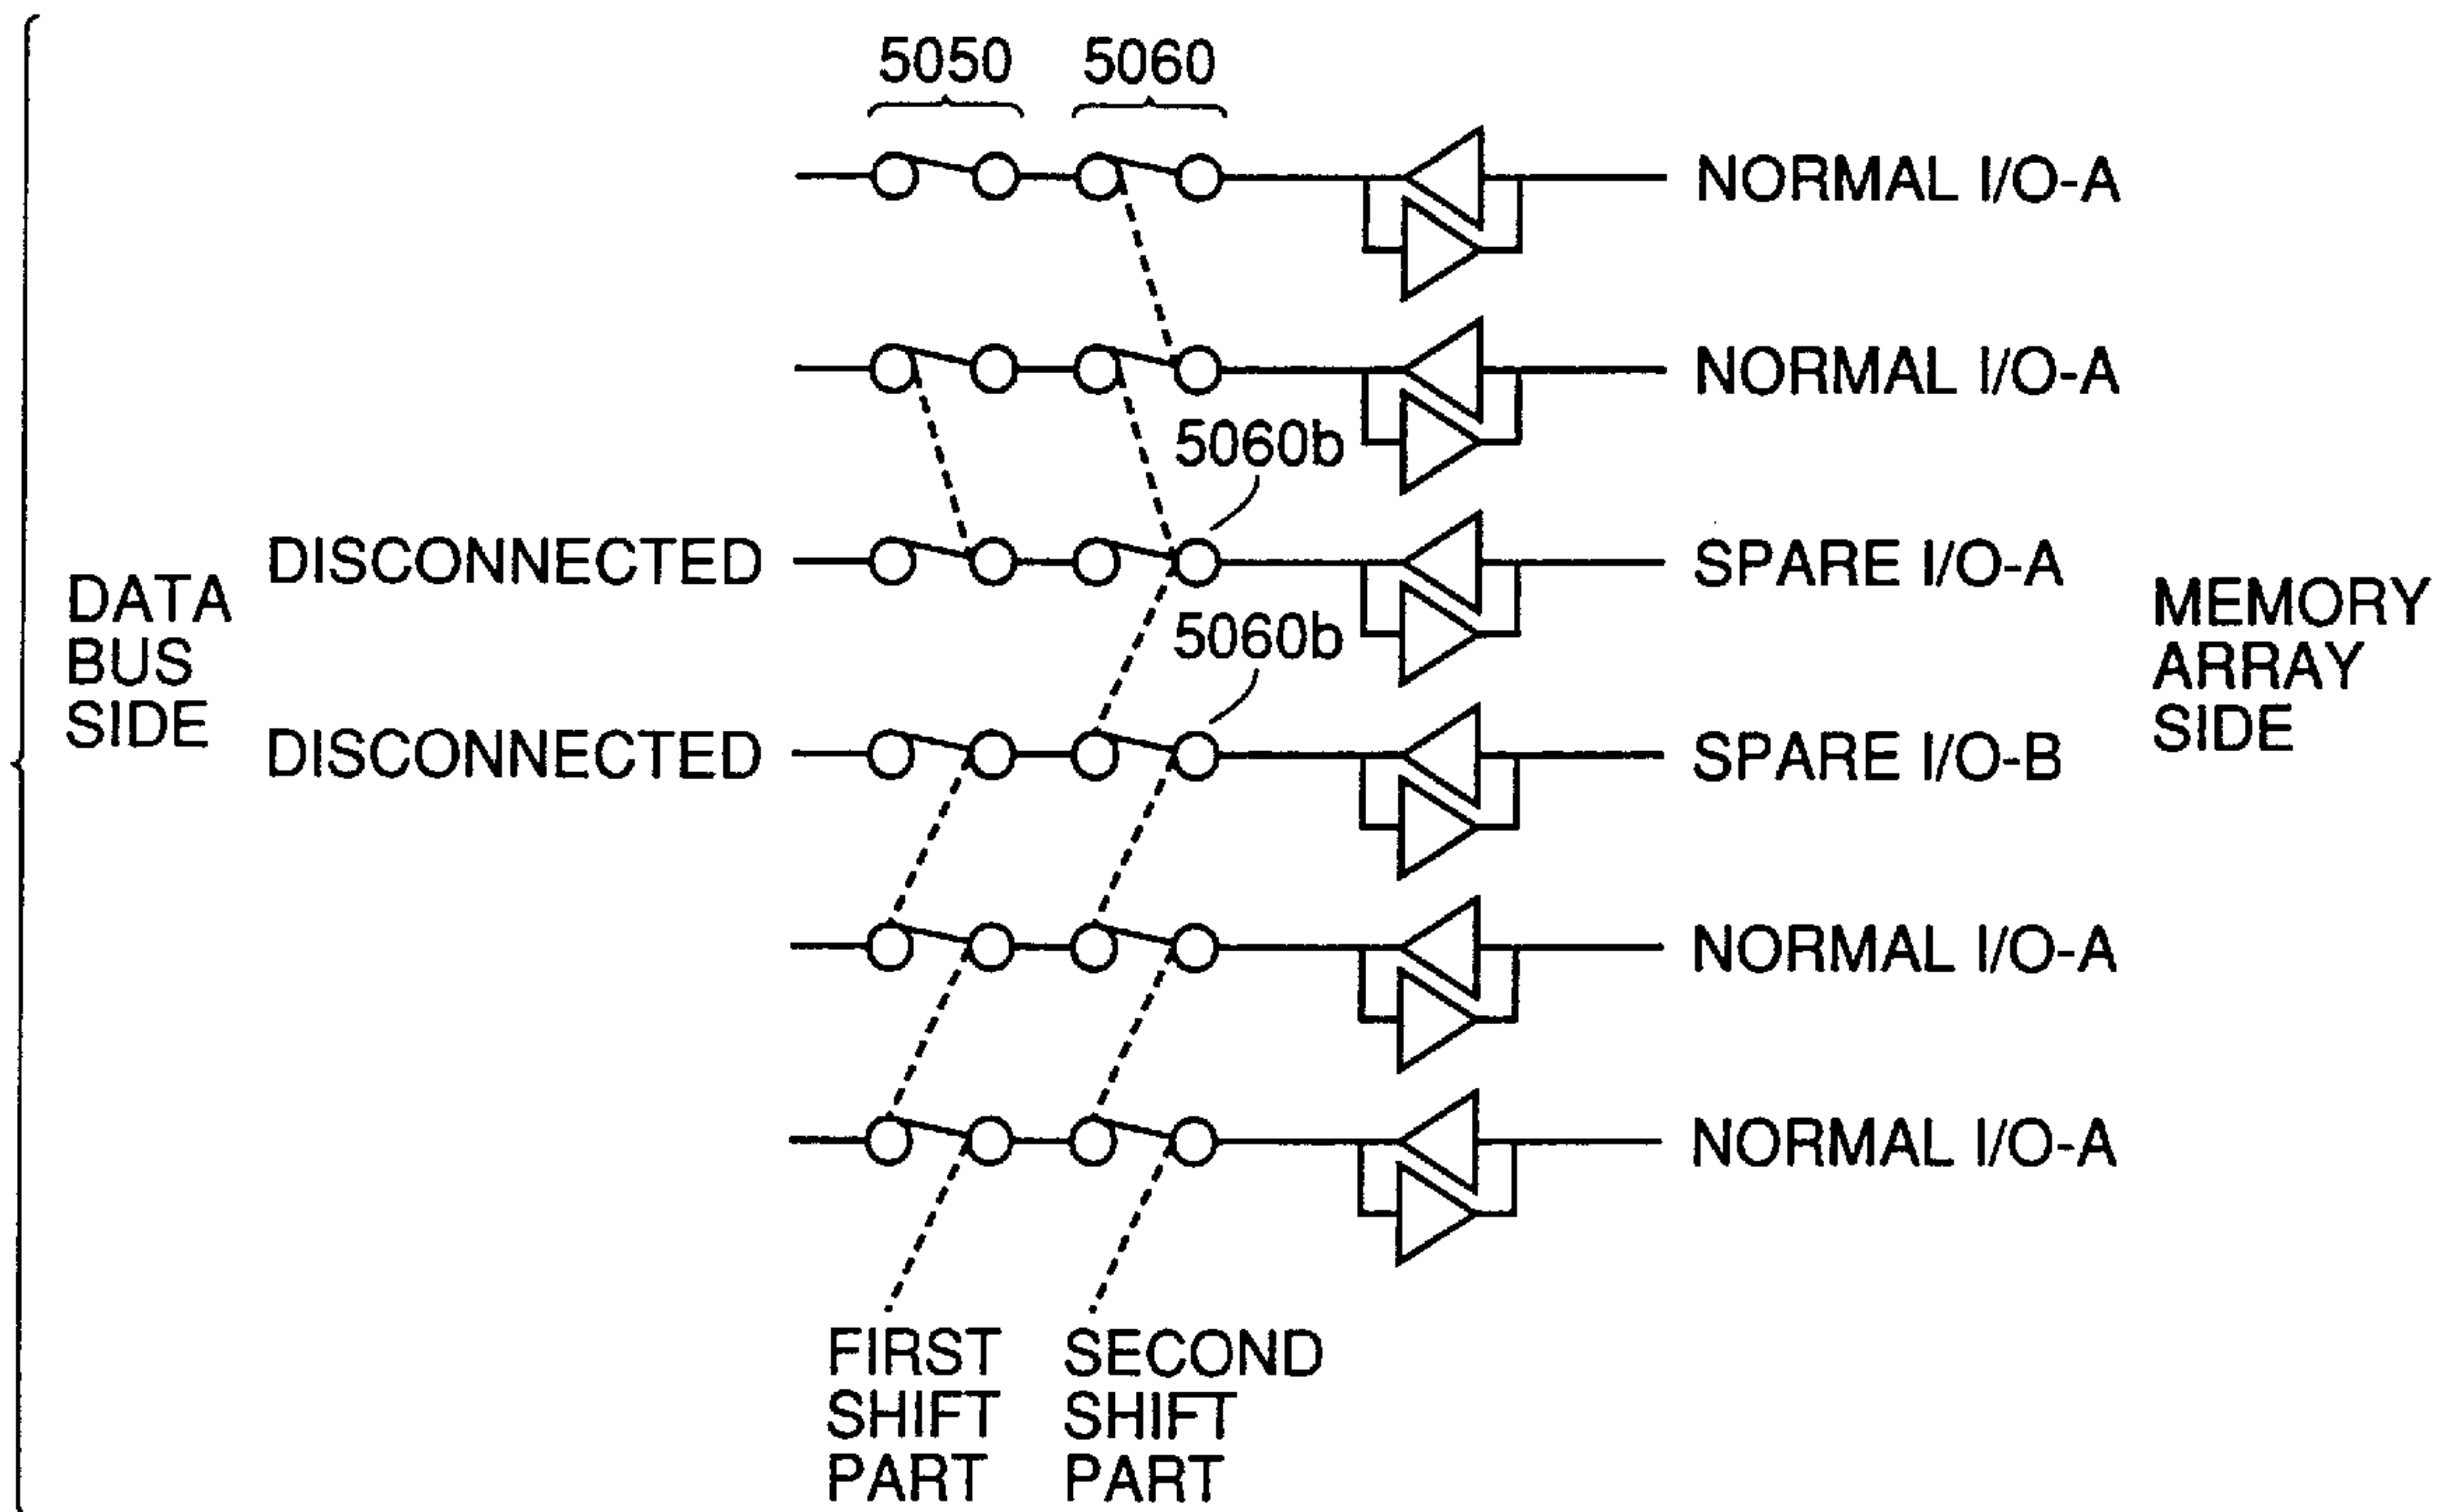 5050 5060
NORMAL I/O-A
NORMAL I/O-A
5060b
DISCONNECTED
SPARE I/O-A
DATA
BUS
SIDE
MEMORY
ARRAY
SIDE
5060b
DISCONNECTED
SPARE I/O-B
NORMAL I/O-A
NORMAL I/O-A
FIRST
SHIFT
PART
SECOND
SHIFT
PART